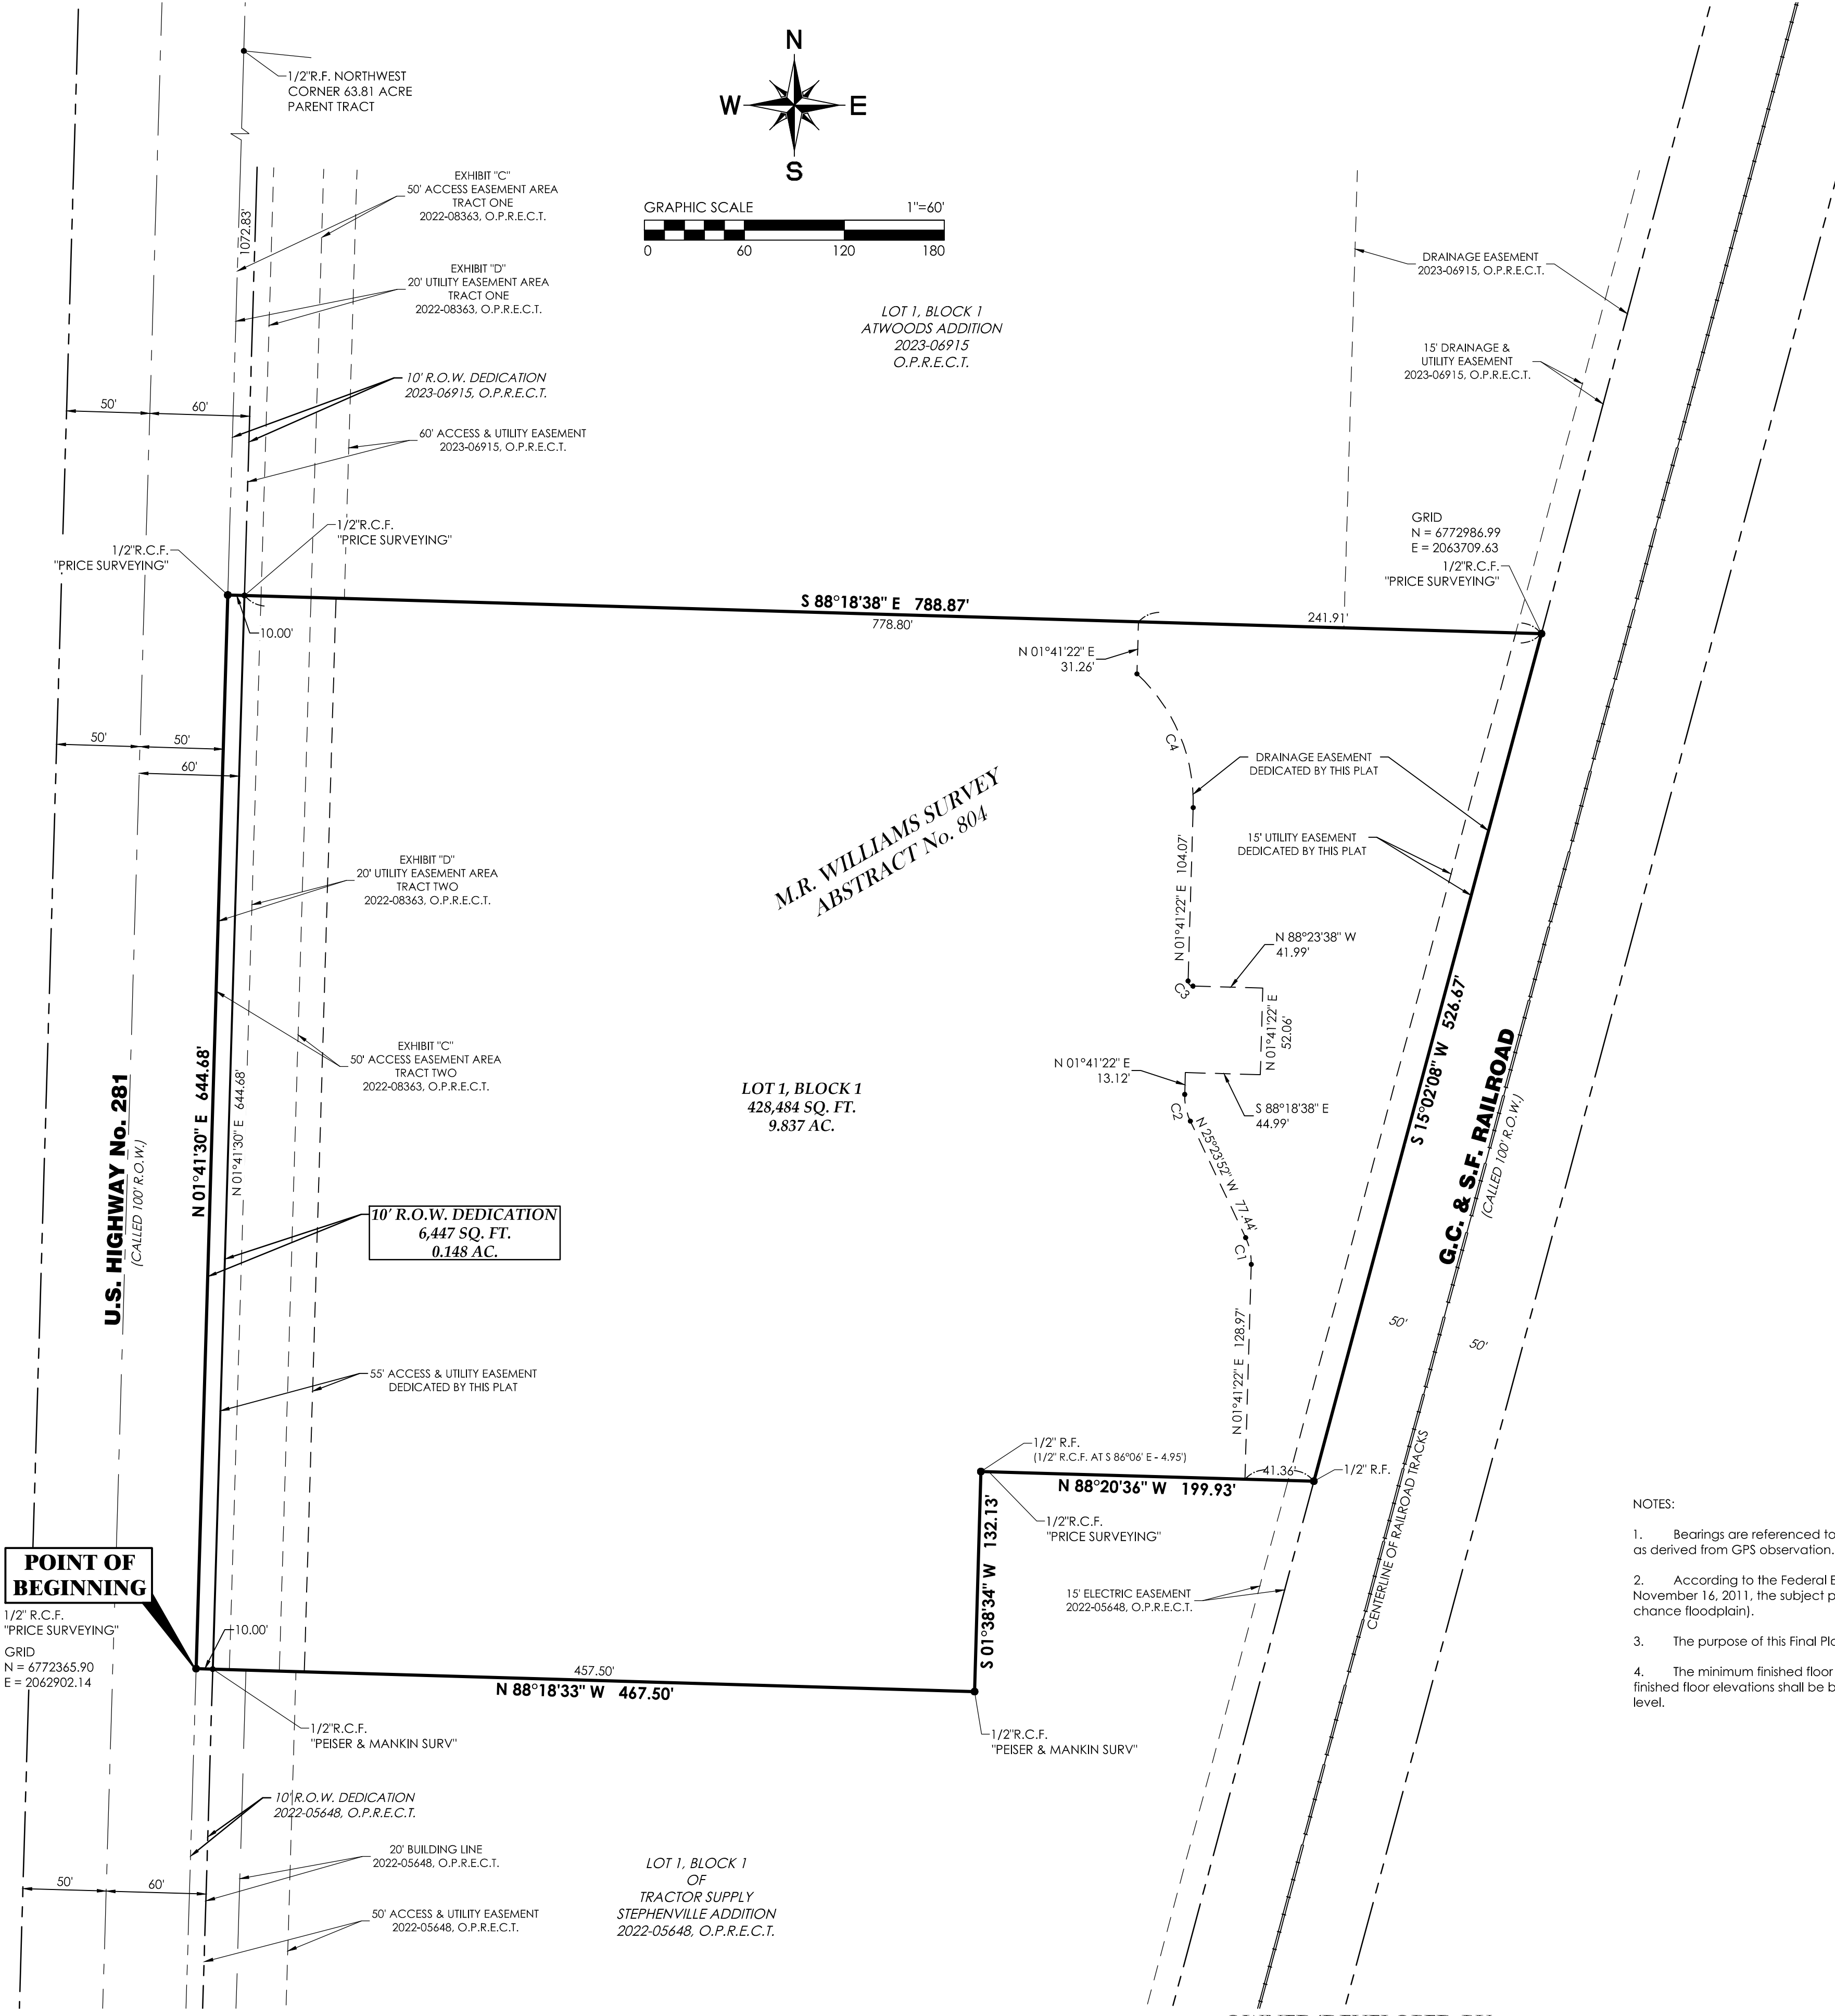 N
W
E
S
1/2"R.F. NORTHWEST
CORNER 63.81 ACRE
PARENT TRACT
EXHIBIT "C"
50' ACCESS EASEMENT AREA
TRACT ONE
2022-08363, O.P.R.E.C.T.
1072.83'
GRAPHIC SCALE
1"=60'
0
60
120
180
EXHIBIT "D"
20' UTILITY EASEMENT AREA
TRACT ONE
2022-08363, O.P.R.E.C.T.
DRAINAGE EASEMENT
2023-06915, O.P.R.E.C.T.
LOT 1, BLOCK 1
ATWOODS ADDITION
2023-06915
O.P.R.E.C.T.
15' DRAINAGE &
UTILITY EASEMENT
2023-06915, O.P.R.E.C.T.
10' R.O.W. DEDICATION
2023-06915, O.P.R.E.C.T.
50'
60'
60' ACCESS & UTILITY EASEMENT
2023-06915, O.P.R.E.C.T.
1/2"R.C.F.
"PRICE SURVEYING"
1/2"R.C.F.
"PRICE SURVEYING"
GRID
N = 6772986.99
E = 2063709.63
1/2"R.C.F.
"PRICE SURVEYING"
S 88°18'38" E 788.87'
778.80'
241.91'
10.00'
N 01°41'22" E
31.26'
C4
50'
50'
60'
DRAINAGE EASEMENT
DEDICATED BY THIS PLAT
M.R. WILLIAMS SURVEY
ABSTRACT No. 804
15' UTILITY EASEMENT
DEDICATED BY THIS PLAT
EXHIBIT "D"
20' UTILITY EASEMENT AREA
TRACT TWO
2022-08363, O.P.R.E.C.T.
N 01°41'22" E 104.07'
N 88°23'38" W
41.99'
C3
N 01°41'22" E
52.06'
S 15°02'08" W 526.67'
EXHIBIT "C"
50' ACCESS EASEMENT AREA
TRACT TWO
2022-08363, O.P.R.E.C.T.
N 01°41'22" E
13.12'
S 88°18'38" E
44.99'
C2
U.S. HIGHWAY No. 281
(CALLED 100' R.O.W.)
N 01°41'30" E 644.68'
N 01°41'30" E 644.68'
LOT 1, BLOCK 1
428,484 SQ. FT.
9.837 AC.
N 25°23'52" W 77.44'
C1
G.C. & S.F. RAILROAD
(CALLED 100' R.O.W.)
10' R.O.W. DEDICATION
6,447 SQ. FT.
0.148 AC.
50'
50'
N 01°41'22" E 128.97'
55' ACCESS & UTILITY EASEMENT
DEDICATED BY THIS PLAT
1/2" R.F.
(1/2" R.C.F. AT S 86°06' E - 4.95')
41.36'
1/2" R.F.
N 88°20'36" W 199.93'
1/2"R.C.F.
"PRICE SURVEYING"
S 01°38'34" W 132.13'
CENTERLINE OF RAILROAD TRACKS
POINT OF
BEGINNING
1/2" R.C.F.
"PRICE SURVEYING"
GRID
N = 6772365.90
E = 2062902.14
10.00'
15' ELECTRIC EASEMENT
2022-05648, O.P.R.E.C.T.
457.50'
N 88°18'33" W 467.50'
1/2"R.C.F.
"PEISER & MANKIN SURV"
1/2"R.C.F.
"PEISER & MANKIN SURV"
10' R.O.W. DEDICATION
2022-05648, O.P.R.E.C.T.
20' BUILDING LINE
2022-05648, O.P.R.E.C.T.
50'
60'
50' ACCESS & UTILITY EASEMENT
2022-05648, O.P.R.E.C.T.
LOT 1, BLOCK 1
OF
TRACTOR SUPPLY
STEPHENVILLE ADDITION
2022-05648, O.P.R.E.C.T.
NOTES:
1. Bearings are referenced to
as derived from GPS observation.
2. According to the Federal E
November 16, 2011, the subject p
chance floodplain).
3. The purpose of this Final Pla
4. The minimum finished floor
finished floor elevations shall be b
level.